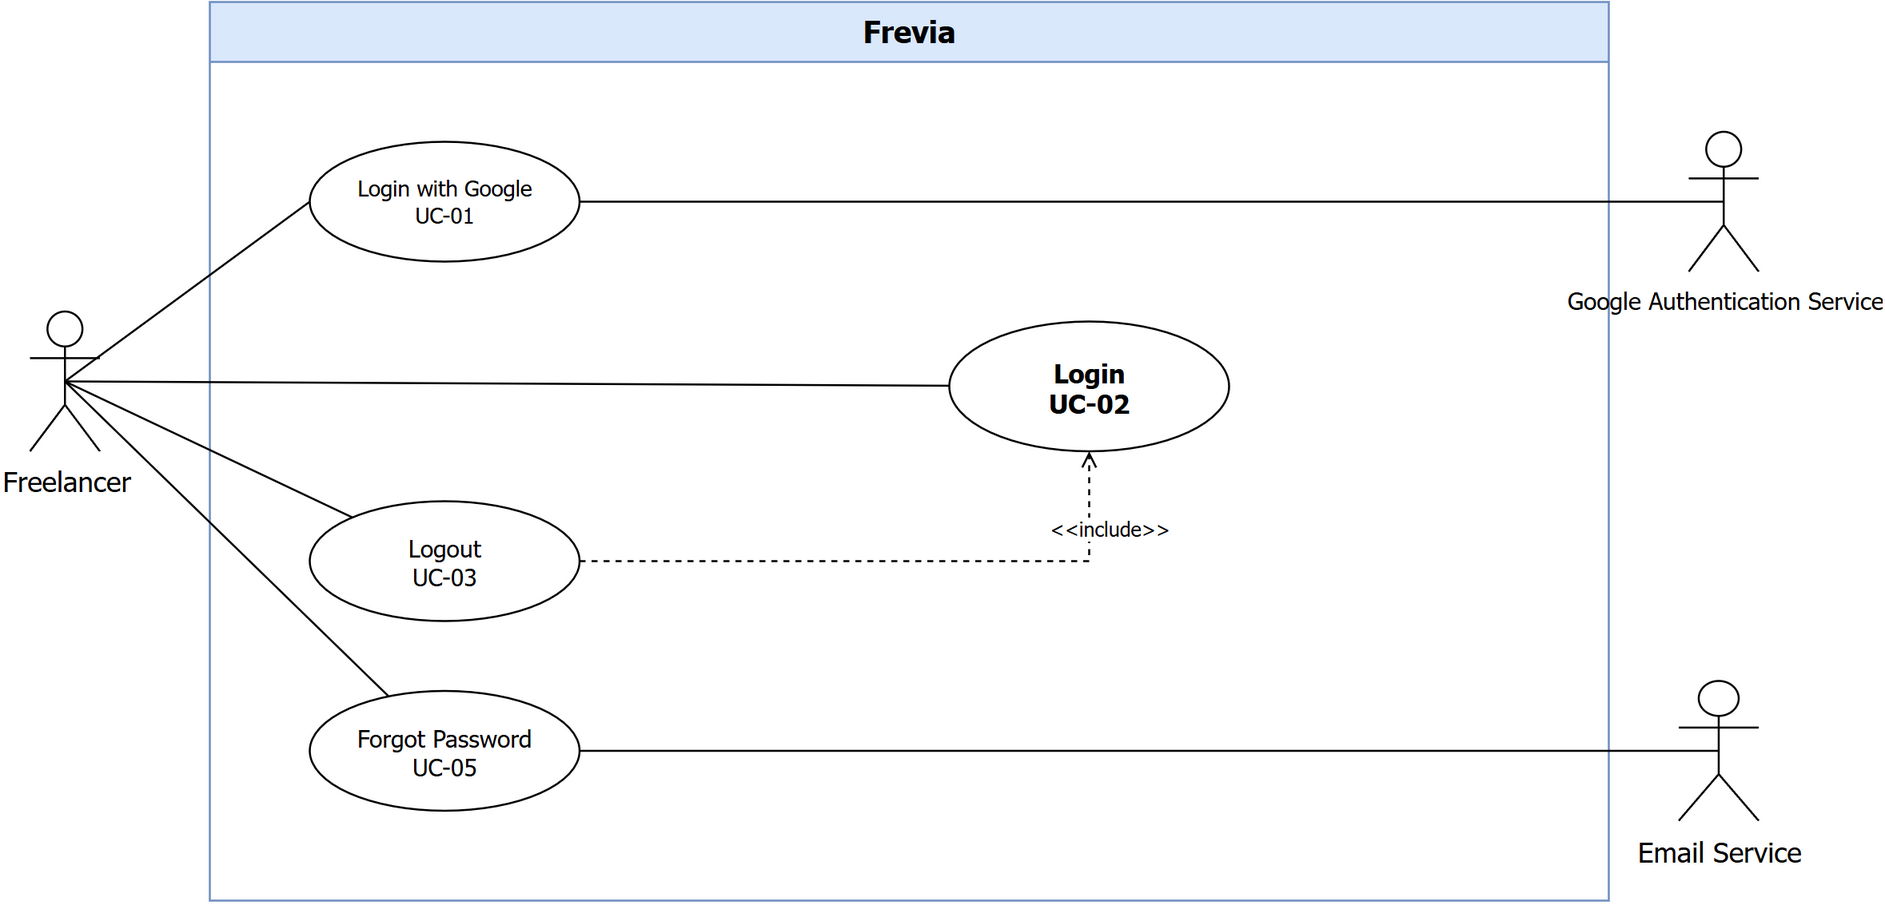 Frevia
Login with Google
UC-01
Google Authentication Service
Login
UC-02
Freelancer
<<include>>
Logout
UC-03
Forgot Password
UC-05
Email Service